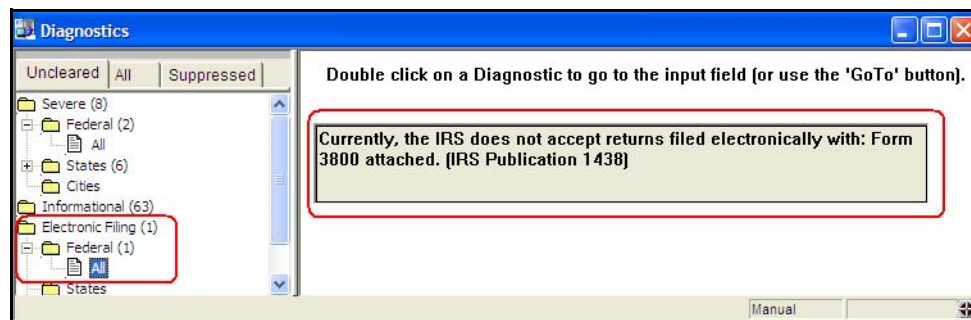 Diagnostics
Uncleared All Suppressed
Double click on a Diagnostic to go to the input field (or use the 'GoTo' button).
Severe (8)
Federal (2)
All
States (6)
Cities
Informational (63)
Electronic Filing (1)
Federal (1)
All
States
Currently, the IRS does not accept returns filed electronically with: Form
3800 attached. (IRS Publication 1438)
Manual